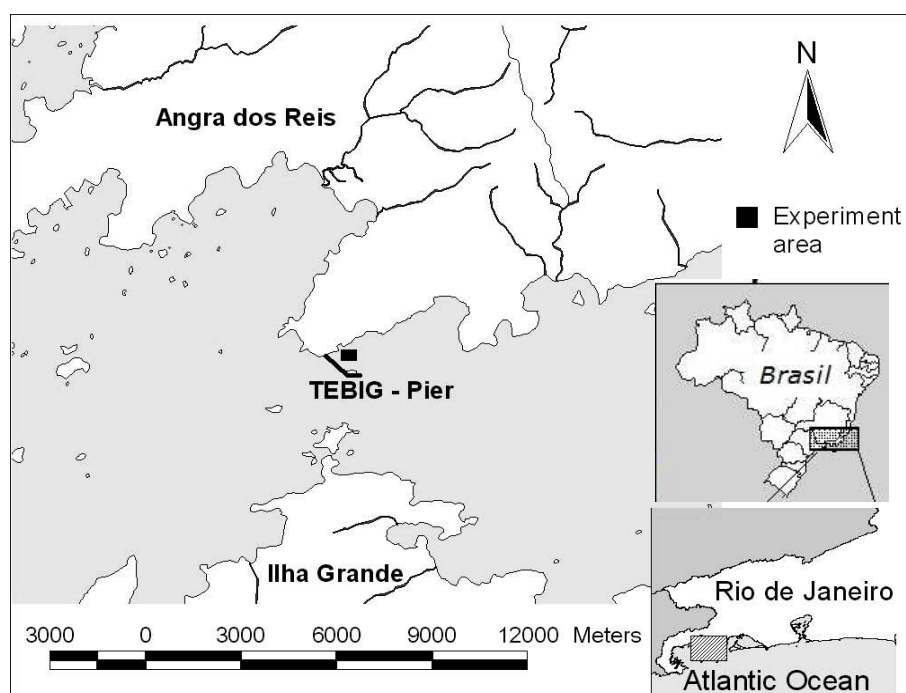 N
Angra dos Reis
Experiment
area
Brasil
TEBIG - Pier
Ilha Grande
Rio de Janeiro
3000 0 3000 6000 9000 12000 Meters
Atlantic Ocean